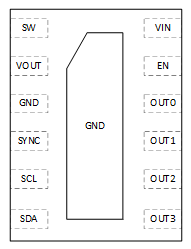 SW
VIN
VOUT
EN
GND
OUT0
GND
SYNC
OUT1
SCL
OUT2
SDA
OUT3